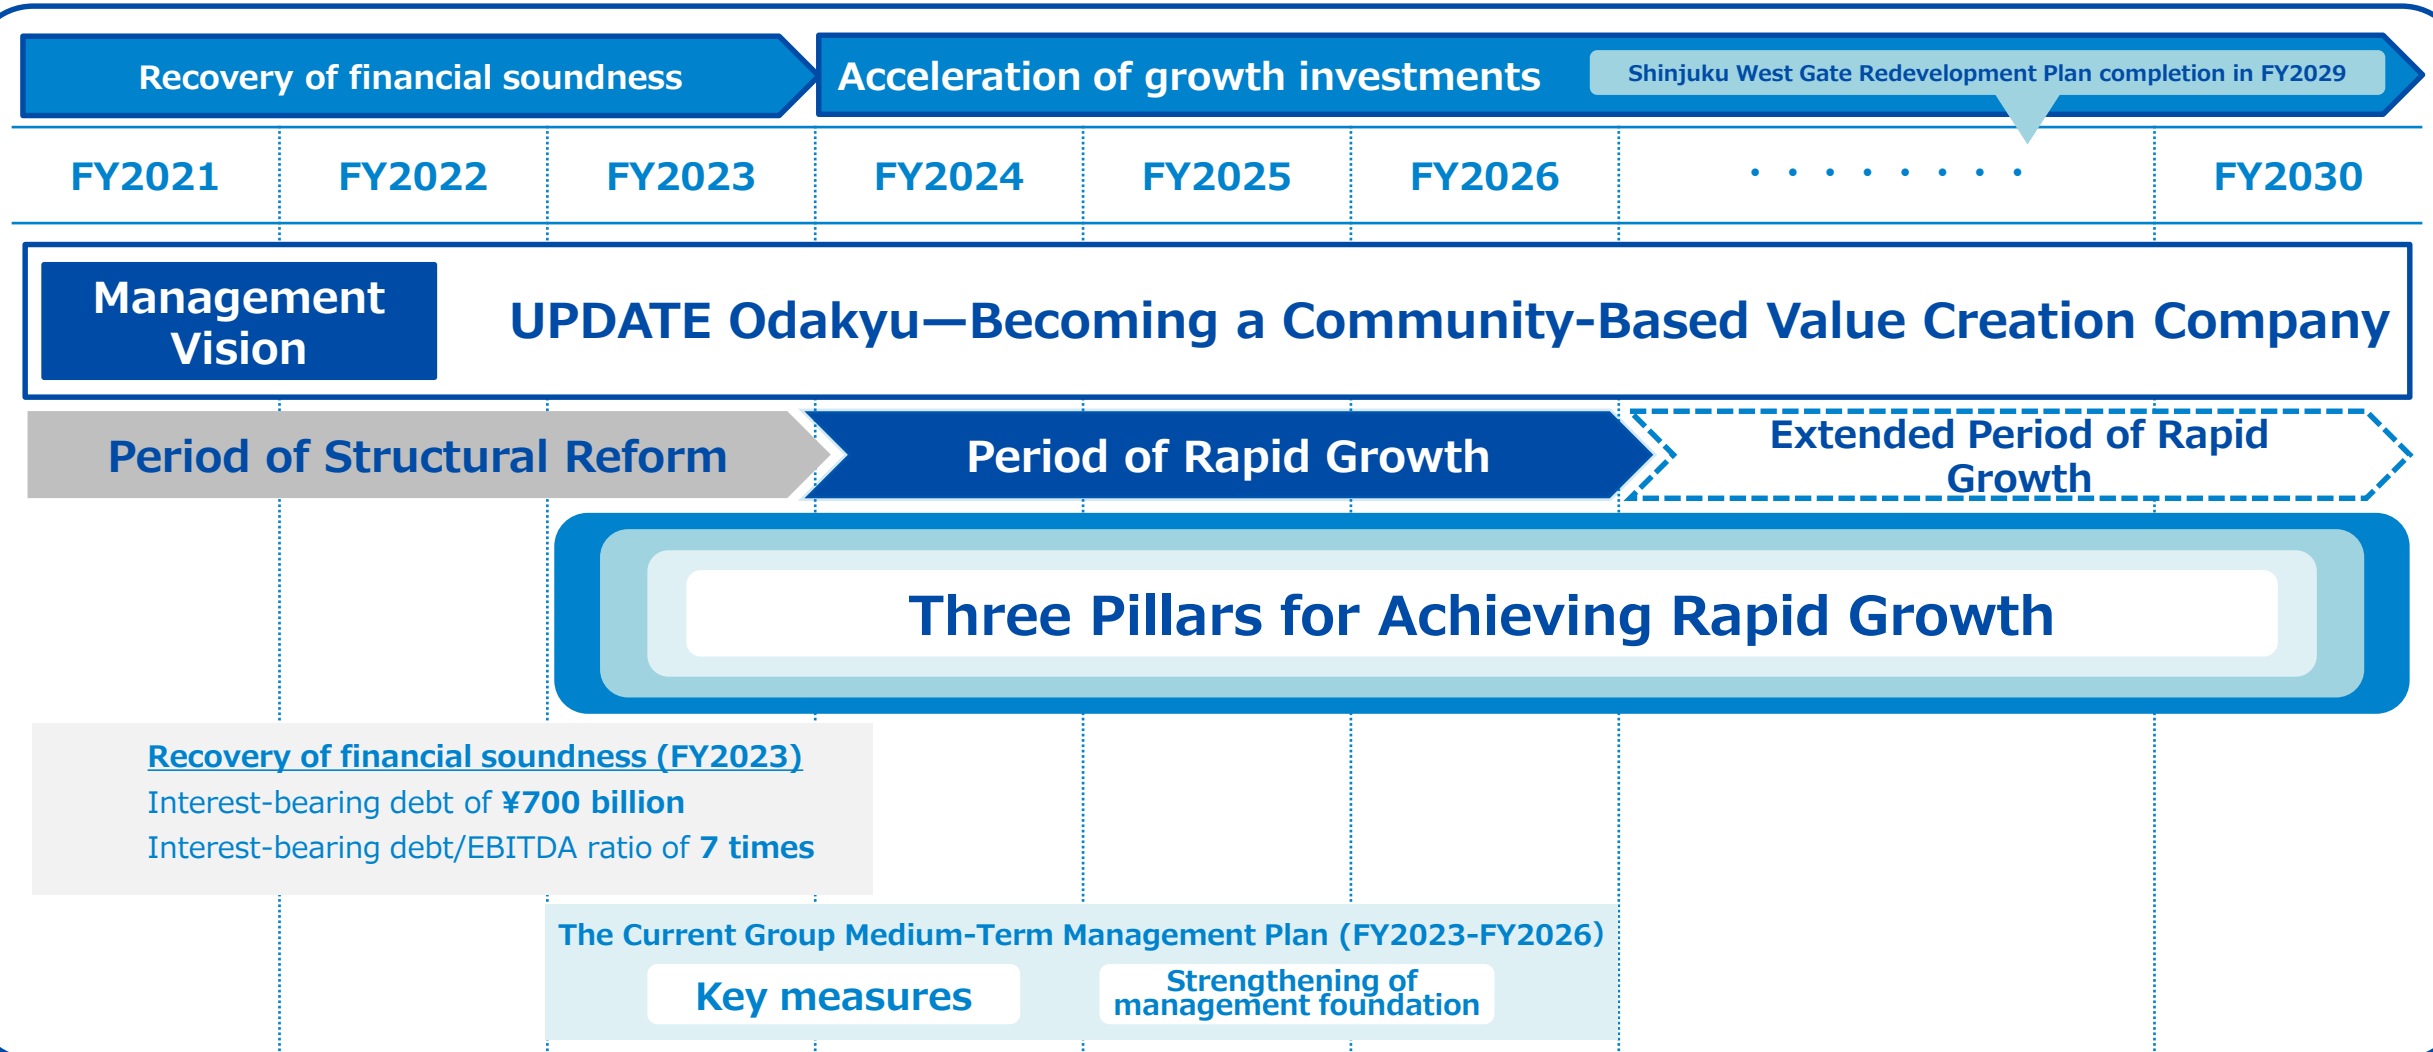 Recovery of financial soundness
Acceleration of growth investments
Shinjuku West Gate Redevelopment Plan completion in FY2029
FY2021
FY2022
FY2023
FY2024
FY2025
FY2026
・・・・・・・・
FY2030
Management
Vision
UPDATE Odakyu—Becoming a Community-Based Value Creation Company
Period of Structural Reform
Period of Rapid Growth
Extended Period of Rapid
Growth
Three Pillars for Achieving Rapid Growth
Recovery of financial soundness (FY2023)
Interest-bearing debt of ¥700 billion
Interest-bearing debt/EBITDA ratio of 7 times
The Current Group Medium-Term Management Plan (FY2023-FY2026）
Key measures
Strengthening of
management foundation